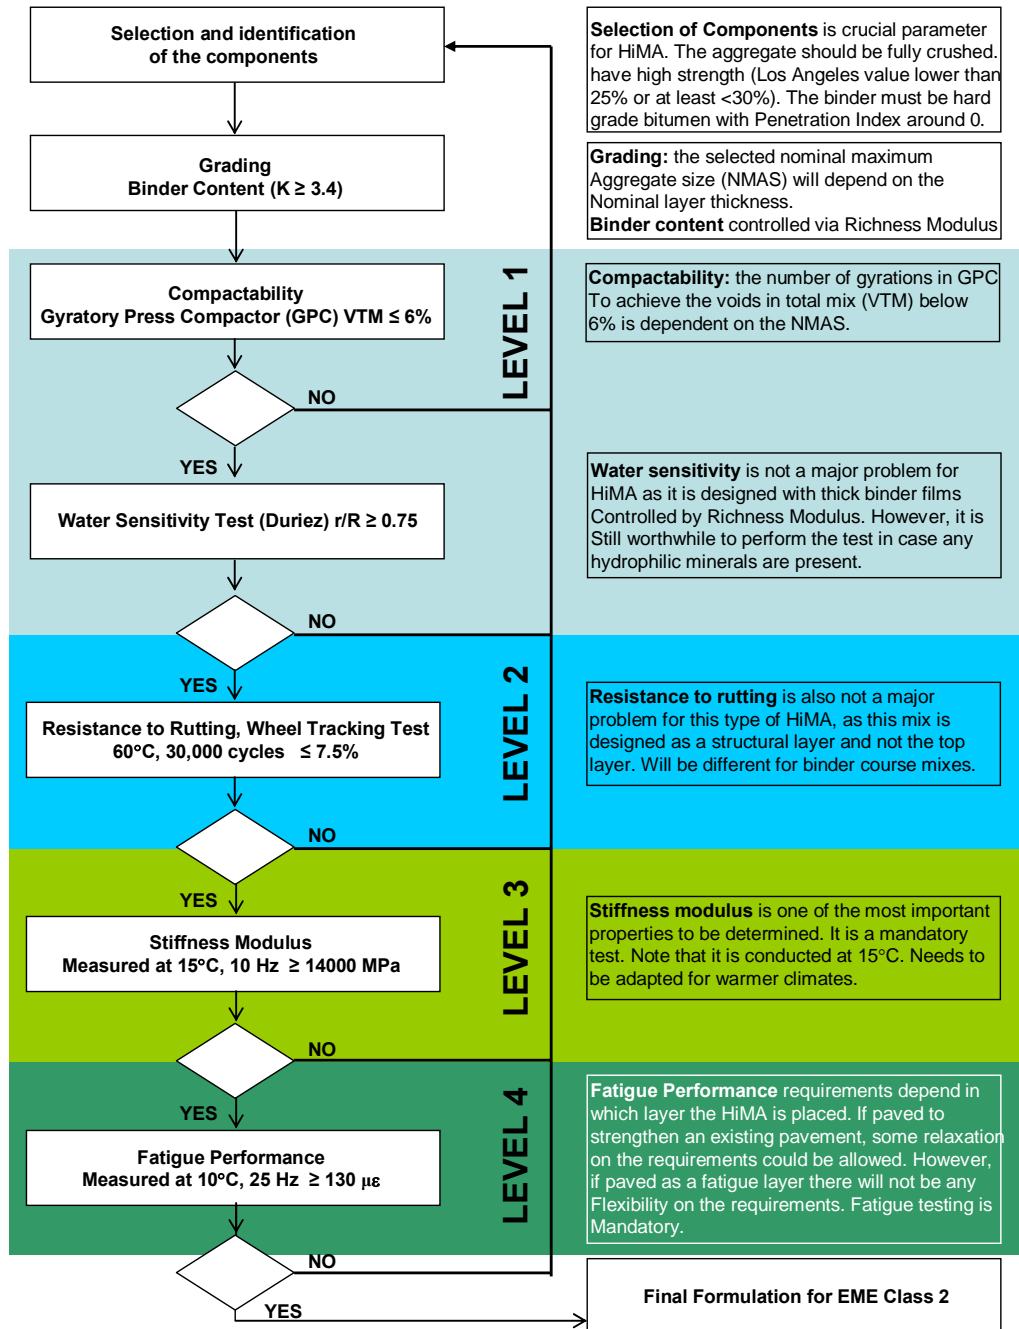 Selection and identification
of the components
Selection of Components is crucial parameter
for HiMA. The aggregate should be fully crushed.
have high strength (Los Angeles value lower than
25% or at least <30%). The binder must be hard
grade bitumen with Penetration Index around 0.
Grading
Binder Content (K ≥ 3.4)
Grading: the selected nominal maximum
Aggregate size (NMAS) will depend on the
Nominal layer thickness.
Binder content controlled via Richness Modulus
LEVEL 1
Compactability
Gyratory Press Compactor (GPC) VTM ≤ 6%
Compactability: the number of gyrations in GPC
To achieve the voids in total mix (VTM) below
6% is dependent on the NMAS.
NO
YES
Water Sensitivity Test (Duriez) r/R ≥ 0.75
Water sensitivity is not a major problem for
HiMA as it is designed with thick binder films
Controlled by Richness Modulus. However, it is
Still worthwhile to perform the test in case any
hydrophilic minerals are present.
NO
YES
LEVEL 2
Resistance to Rutting, Wheel Tracking Test
60°C, 30,000 cycles ≤ 7.5%
Resistance to rutting is also not a major
problem for this type of HiMA, as this mix is
designed as a structural layer and not the top
layer. Will be different for binder course mixes.
NO
YES
LEVEL 3
Stiffness Modulus
Measured at 15°C, 10 Hz ≥ 14000 MPa
Stiffness modulus is one of the most important
properties to be determined. It is a mandatory
test. Note that it is conducted at 15°C. Needs to
be adapted for warmer climates.
NO
YES
LEVEL 4
Fatigue Performance
Measured at 10°C, 25 Hz ≥ 130 με
Fatigue Performance requirements depend in
which layer the HiMA is placed. If paved to
strengthen an existing pavement, some relaxation
on the requirements could be allowed. However,
if paved as a fatigue layer there will not be any
Flexibility on the requirements. Fatigue testing is
Mandatory.
NO
YES
Final Formulation for EME Class 2